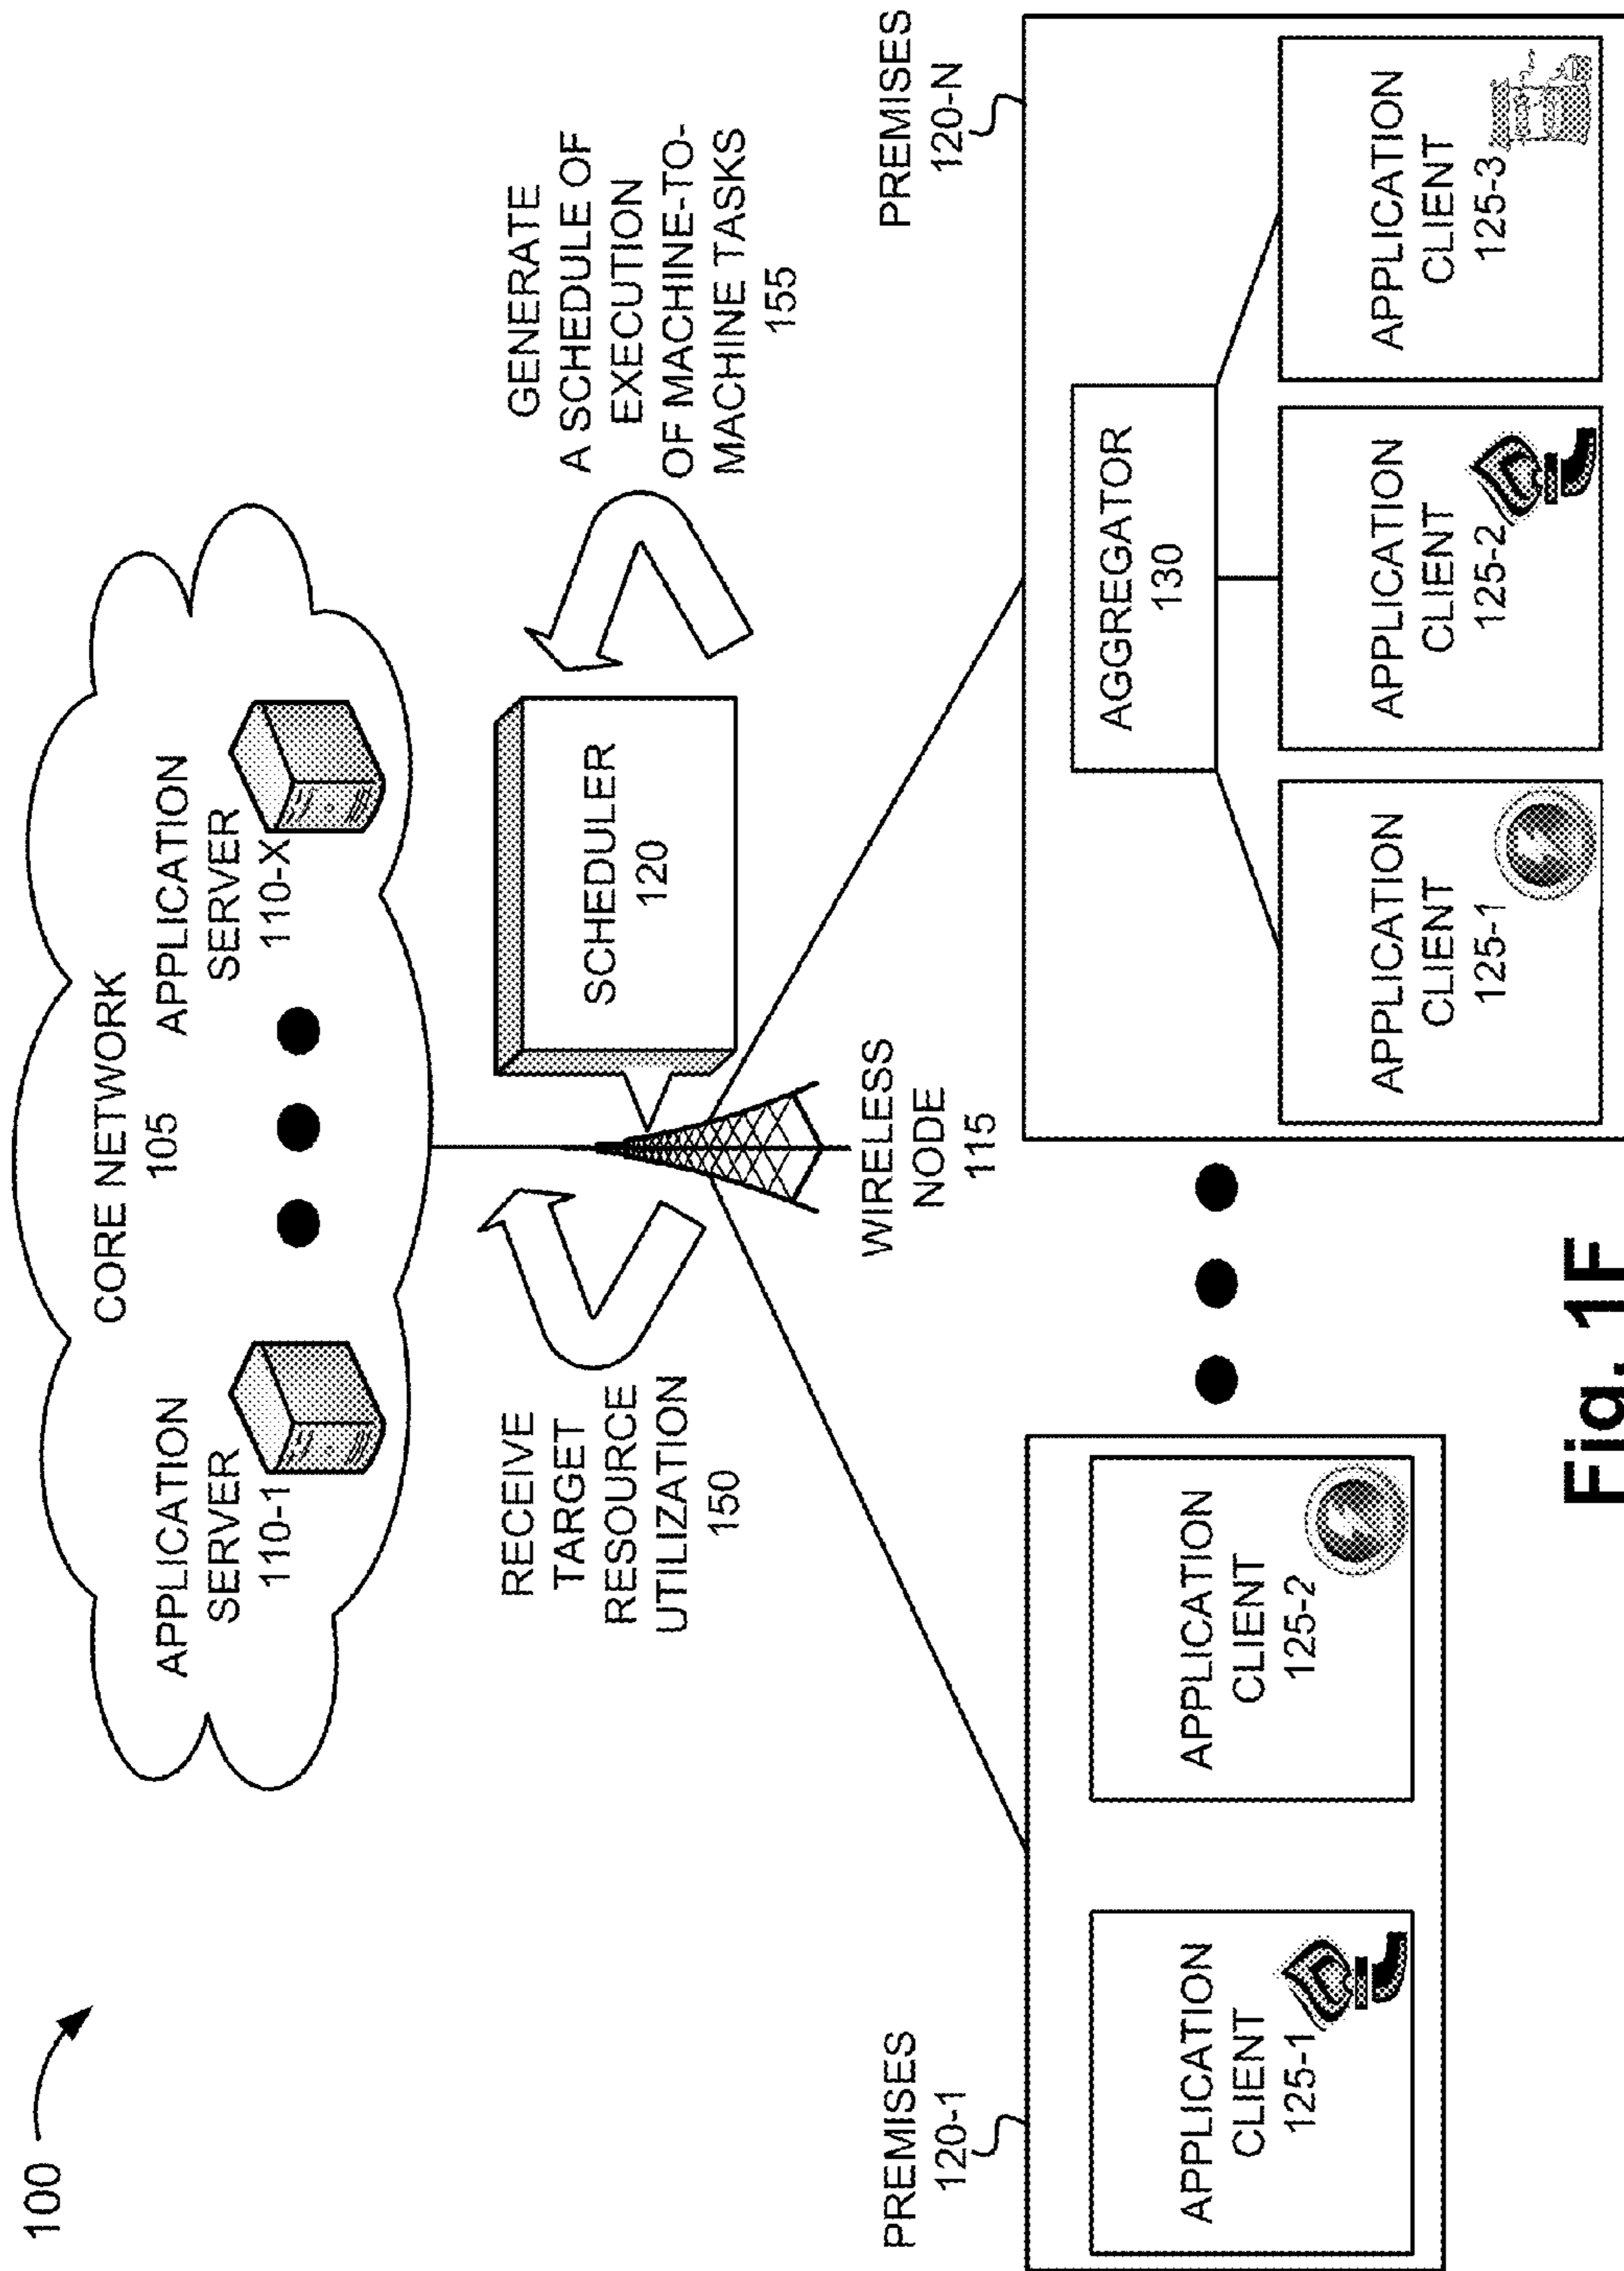 100
CORE NETWORK
105
APPLICATION
SERVER
110-1
APPLICATION
SERVER
110-X
RECEIVE
TARGET
RESOURCE
UTILIZATION
150
SCHEDULER
120
GENERATE
A SCHEDULE OF
EXECUTION
OF MACHINE-TO-
MACHINE TASKS
155
WIRELESS
NODE
115
PREMISES
120-1
APPLICATION
CLIENT
125-1
APPLICATION
CLIENT
125-2
PREMISES
120-N
AGGREGATOR
130
APPLICATION
CLIENT
125-1
APPLICATION
CLIENT
125-2
APPLICATION
CLIENT
125-3
Fig. 1F